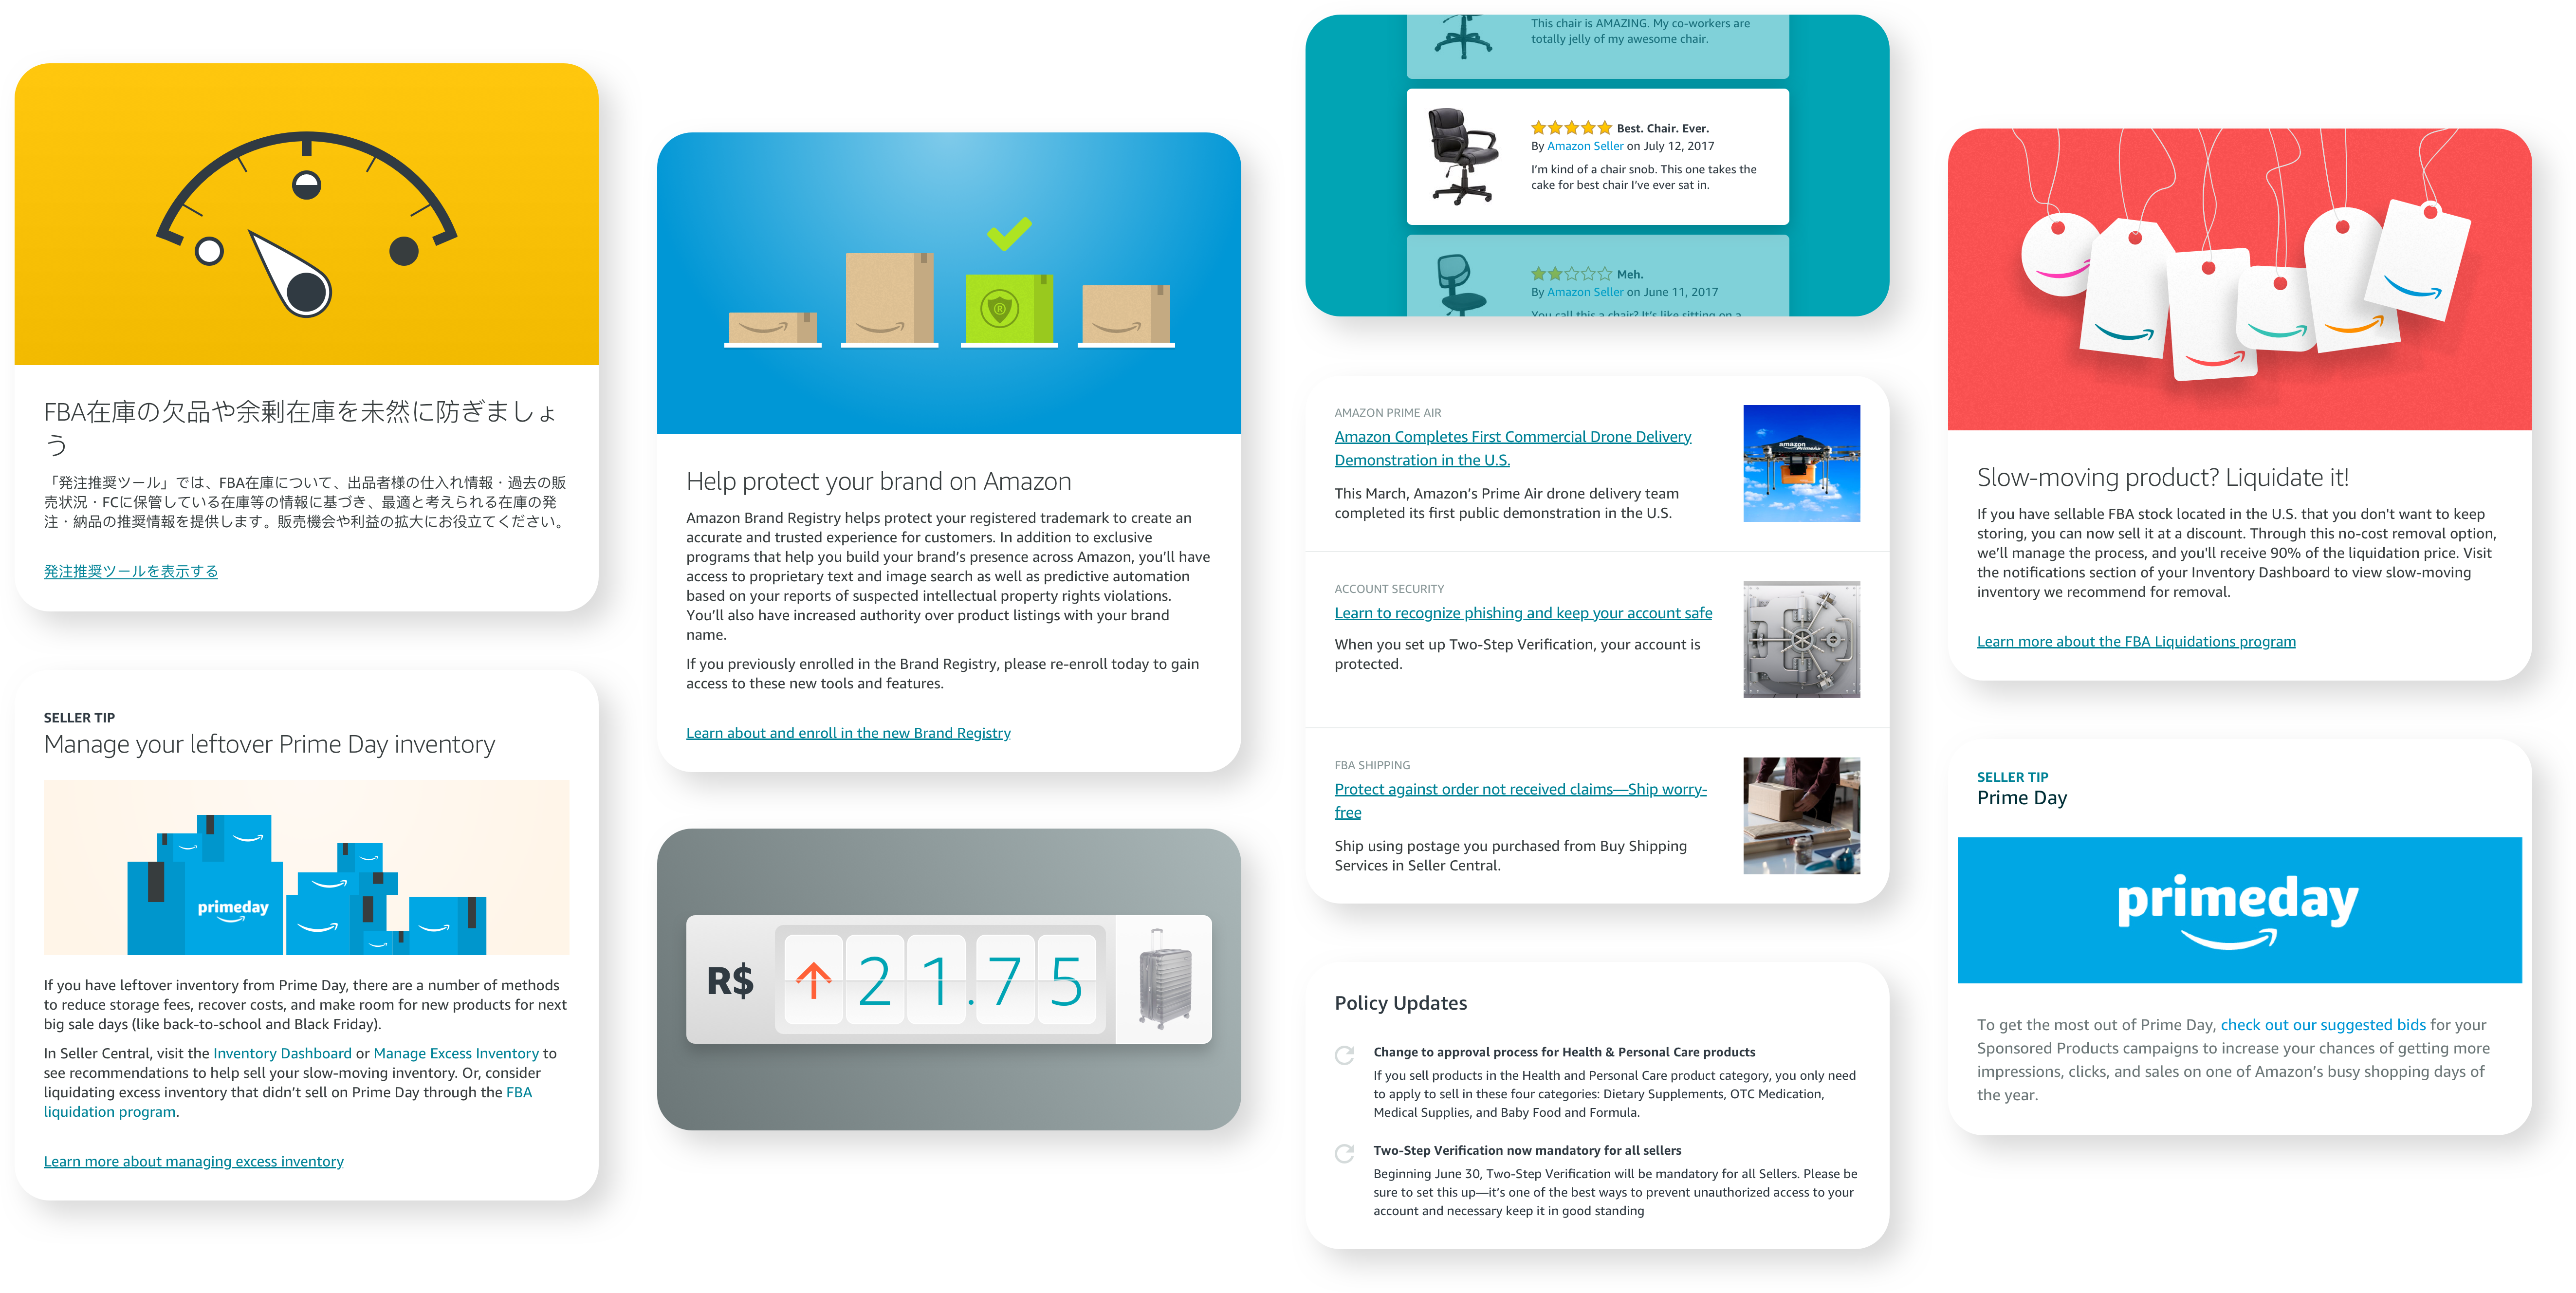 FBA在庫の欠品や余剰在庫を未然に防ぎましょ
う
「発注推奨ツール」では、FBA在庫について、出品者様の仕入れ情報・過去の販
売状況・FCに保管している在庫等の情報に基づき、最適と考えられる在庫の発
注・納品の推奨情報を提供します。販売機会や利益の拡大にお役立てください。
発注推奨ツールを表示する
SELLER TIP
Manage your leftover Prime Day inventory
primeday
If you have leftover inventory from Prime Day, there are a number of methods
to reduce storage fees, recover costs, and make room for new products for next
big sale days (like back-to-school and Black Friday).
In Seller Central, visit the Inventory Dashboard or Manage Excess Inventory to
see recommendations to help sell your slow-moving inventory. Or, consider
liquidating excess inventory that didn’t sell on Prime Day through the FBA
liquidation program.
Learn more about managing excess inventory
®
Help protect your brand on Amazon
Amazon Brand Registry helps protect your registered trademark to create an
accurate and trusted experience for customers. In addition to exclusive
programs that help you build your brand’s presence across Amazon, you’ll have
access to proprietary text and image search as well as predictive automation
based on your reports of suspected intellectual property rights violations.
You’ll also have increased authority over product listings with your brand
name.
If you previously enrolled in the Brand Registry, please re-enroll today to gain
access to these new tools and features.
Learn about and enroll in the new Brand Registry
R$ ↑ 21.75
This chair is AMAZING. My co-workers are
totally jelly of my awesome chair.
Best. Chair. Ever.
By Amazon Seller on July 12, 2017
I’m kind of a chair snob. This one takes the
cake for best chair I’ve ever sat in.
Meh.
By Amazon Seller on June 11, 2017
You call this a chair? It’s like sitting on a
AMAZON PRIME AIR
Amazon Completes First Commercial Drone Delivery
Demonstration in the U.S.
This March, Amazon’s Prime Air drone delivery team
completed its first public demonstration in the U.S.
amazon
PrimeAir
ACCOUNT SECURITY
Learn to recognize phishing and keep your account safe
When you set up Two-Step Verification, your account is
protected.
FBA SHIPPING
Protect against order not received claims—Ship worry-
free
Ship using postage you purchased from Buy Shipping
Services in Seller Central.
Policy Updates
Change to approval process for Health & Personal Care products
If you sell products in the Health and Personal Care product category, you only need
to apply to sell in these four categories: Dietary Supplements, OTC Medication,
Medical Supplies, and Baby Food and Formula.
Two-Step Verification now mandatory for all sellers
Beginning June 30, Two-Step Verification will be mandatory for all Sellers. Please be
sure to set this up—it’s one of the best ways to prevent unauthorized access to your
account and necessary keep it in good standing
Slow-moving product? Liquidate it!
If you have sellable FBA stock located in the U.S. that you don't want to keep
storing, you can now sell it at a discount. Through this no-cost removal option,
we’ll manage the process, and you'll receive 90% of the liquidation price. Visit
the notifications section of your Inventory Dashboard to view slow-moving
inventory we recommend for removal.
Learn more about the FBA Liquidations program
SELLER TIP
Prime Day
primeday
To get the most out of Prime Day, check out our suggested bids for your
Sponsored Products campaigns to increase your chances of getting more
impressions, clicks, and sales on one of Amazon’s busy shopping days of
the year.